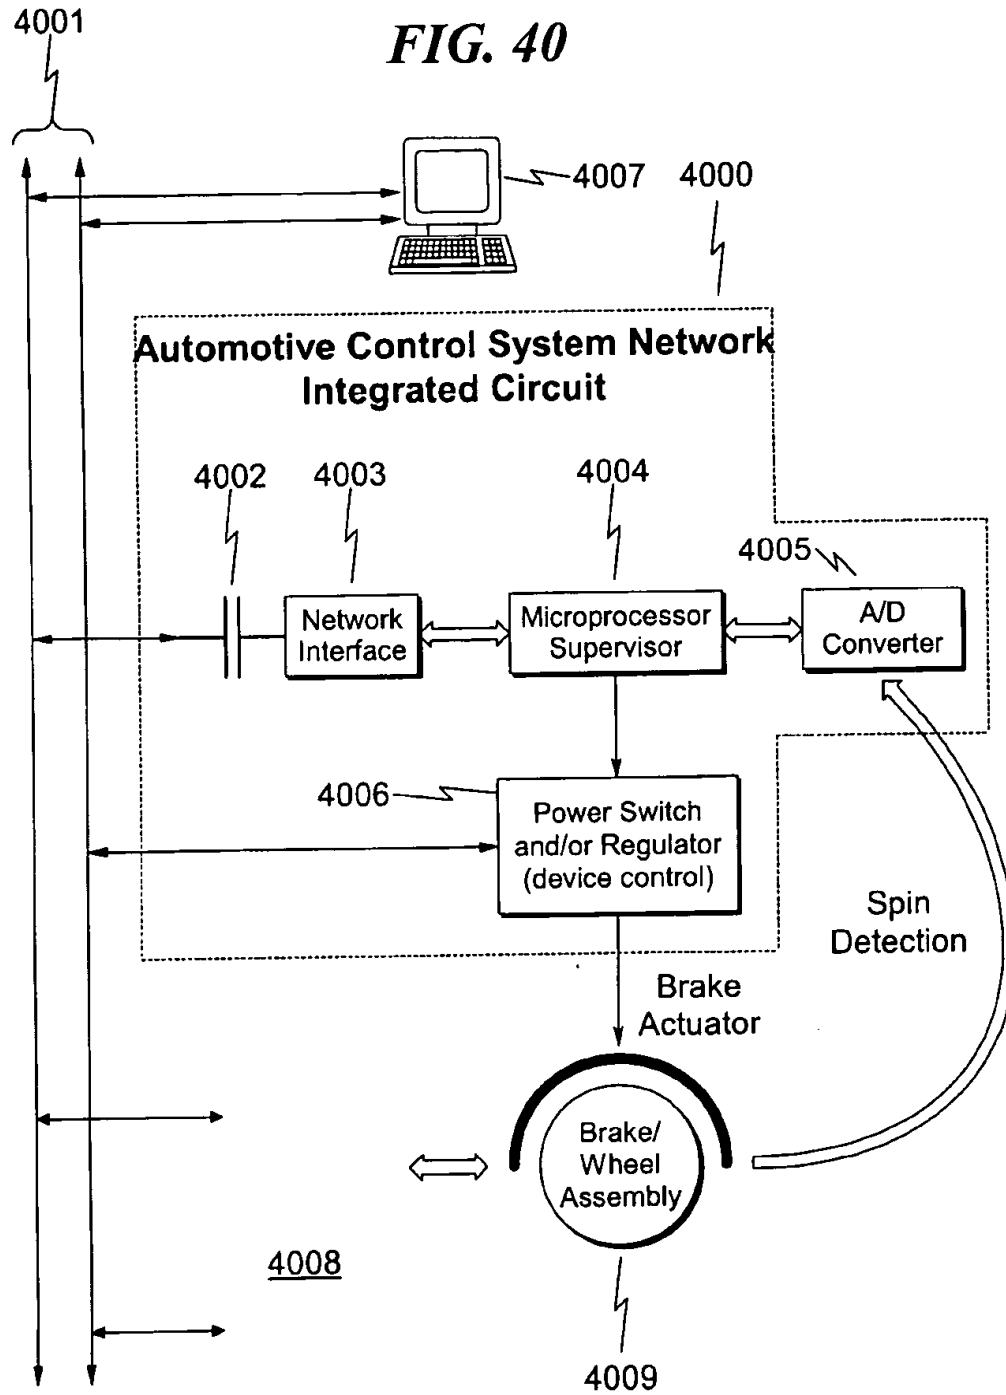 4001
FIG. 40
4007
4000
Automotive Control System Network
Integrated Circuit
4002
4003
4004
4005
Network
Interface
Microprocessor
Supervisor
A/D
Converter
4006
Power Switch
and/or Regulator
(device control)
Spin
Detection
Brake
Actuator
Brake/
Wheel
Assembly
4008
4009